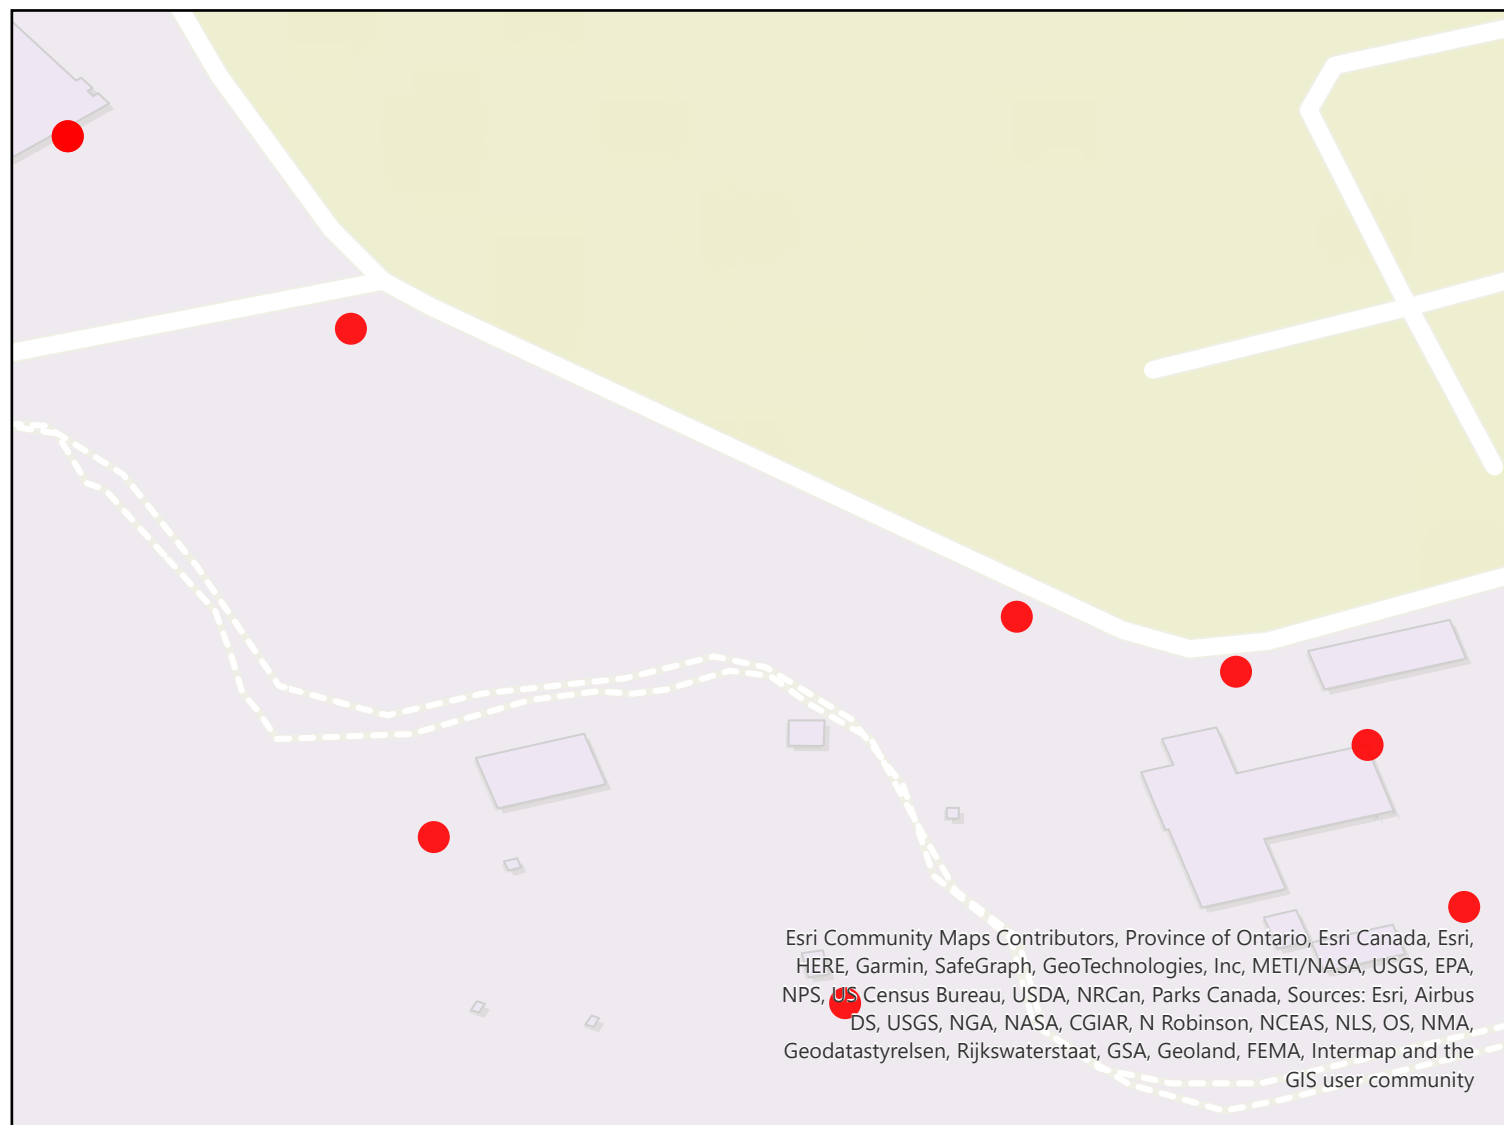 Esri Community Maps Contributors, Province of Ontario, Esri Canada, Esri,
HERE, Garmin, SafeGraph, GeoTechnologies, Inc, METI/NASA, USGS, EPA,
NPS, US Census Bureau, USDA, NRCan, Parks Canada, Sources: Esri, Airbus
DS, USGS, NGA, NASA, CGIAR, N Robinson, NCEAS, NLS, OS, NMA,
Geodatastyrelsen, Rijkswaterstaat, GSA, Geoland, FEMA, Intermap and the
GIS user community